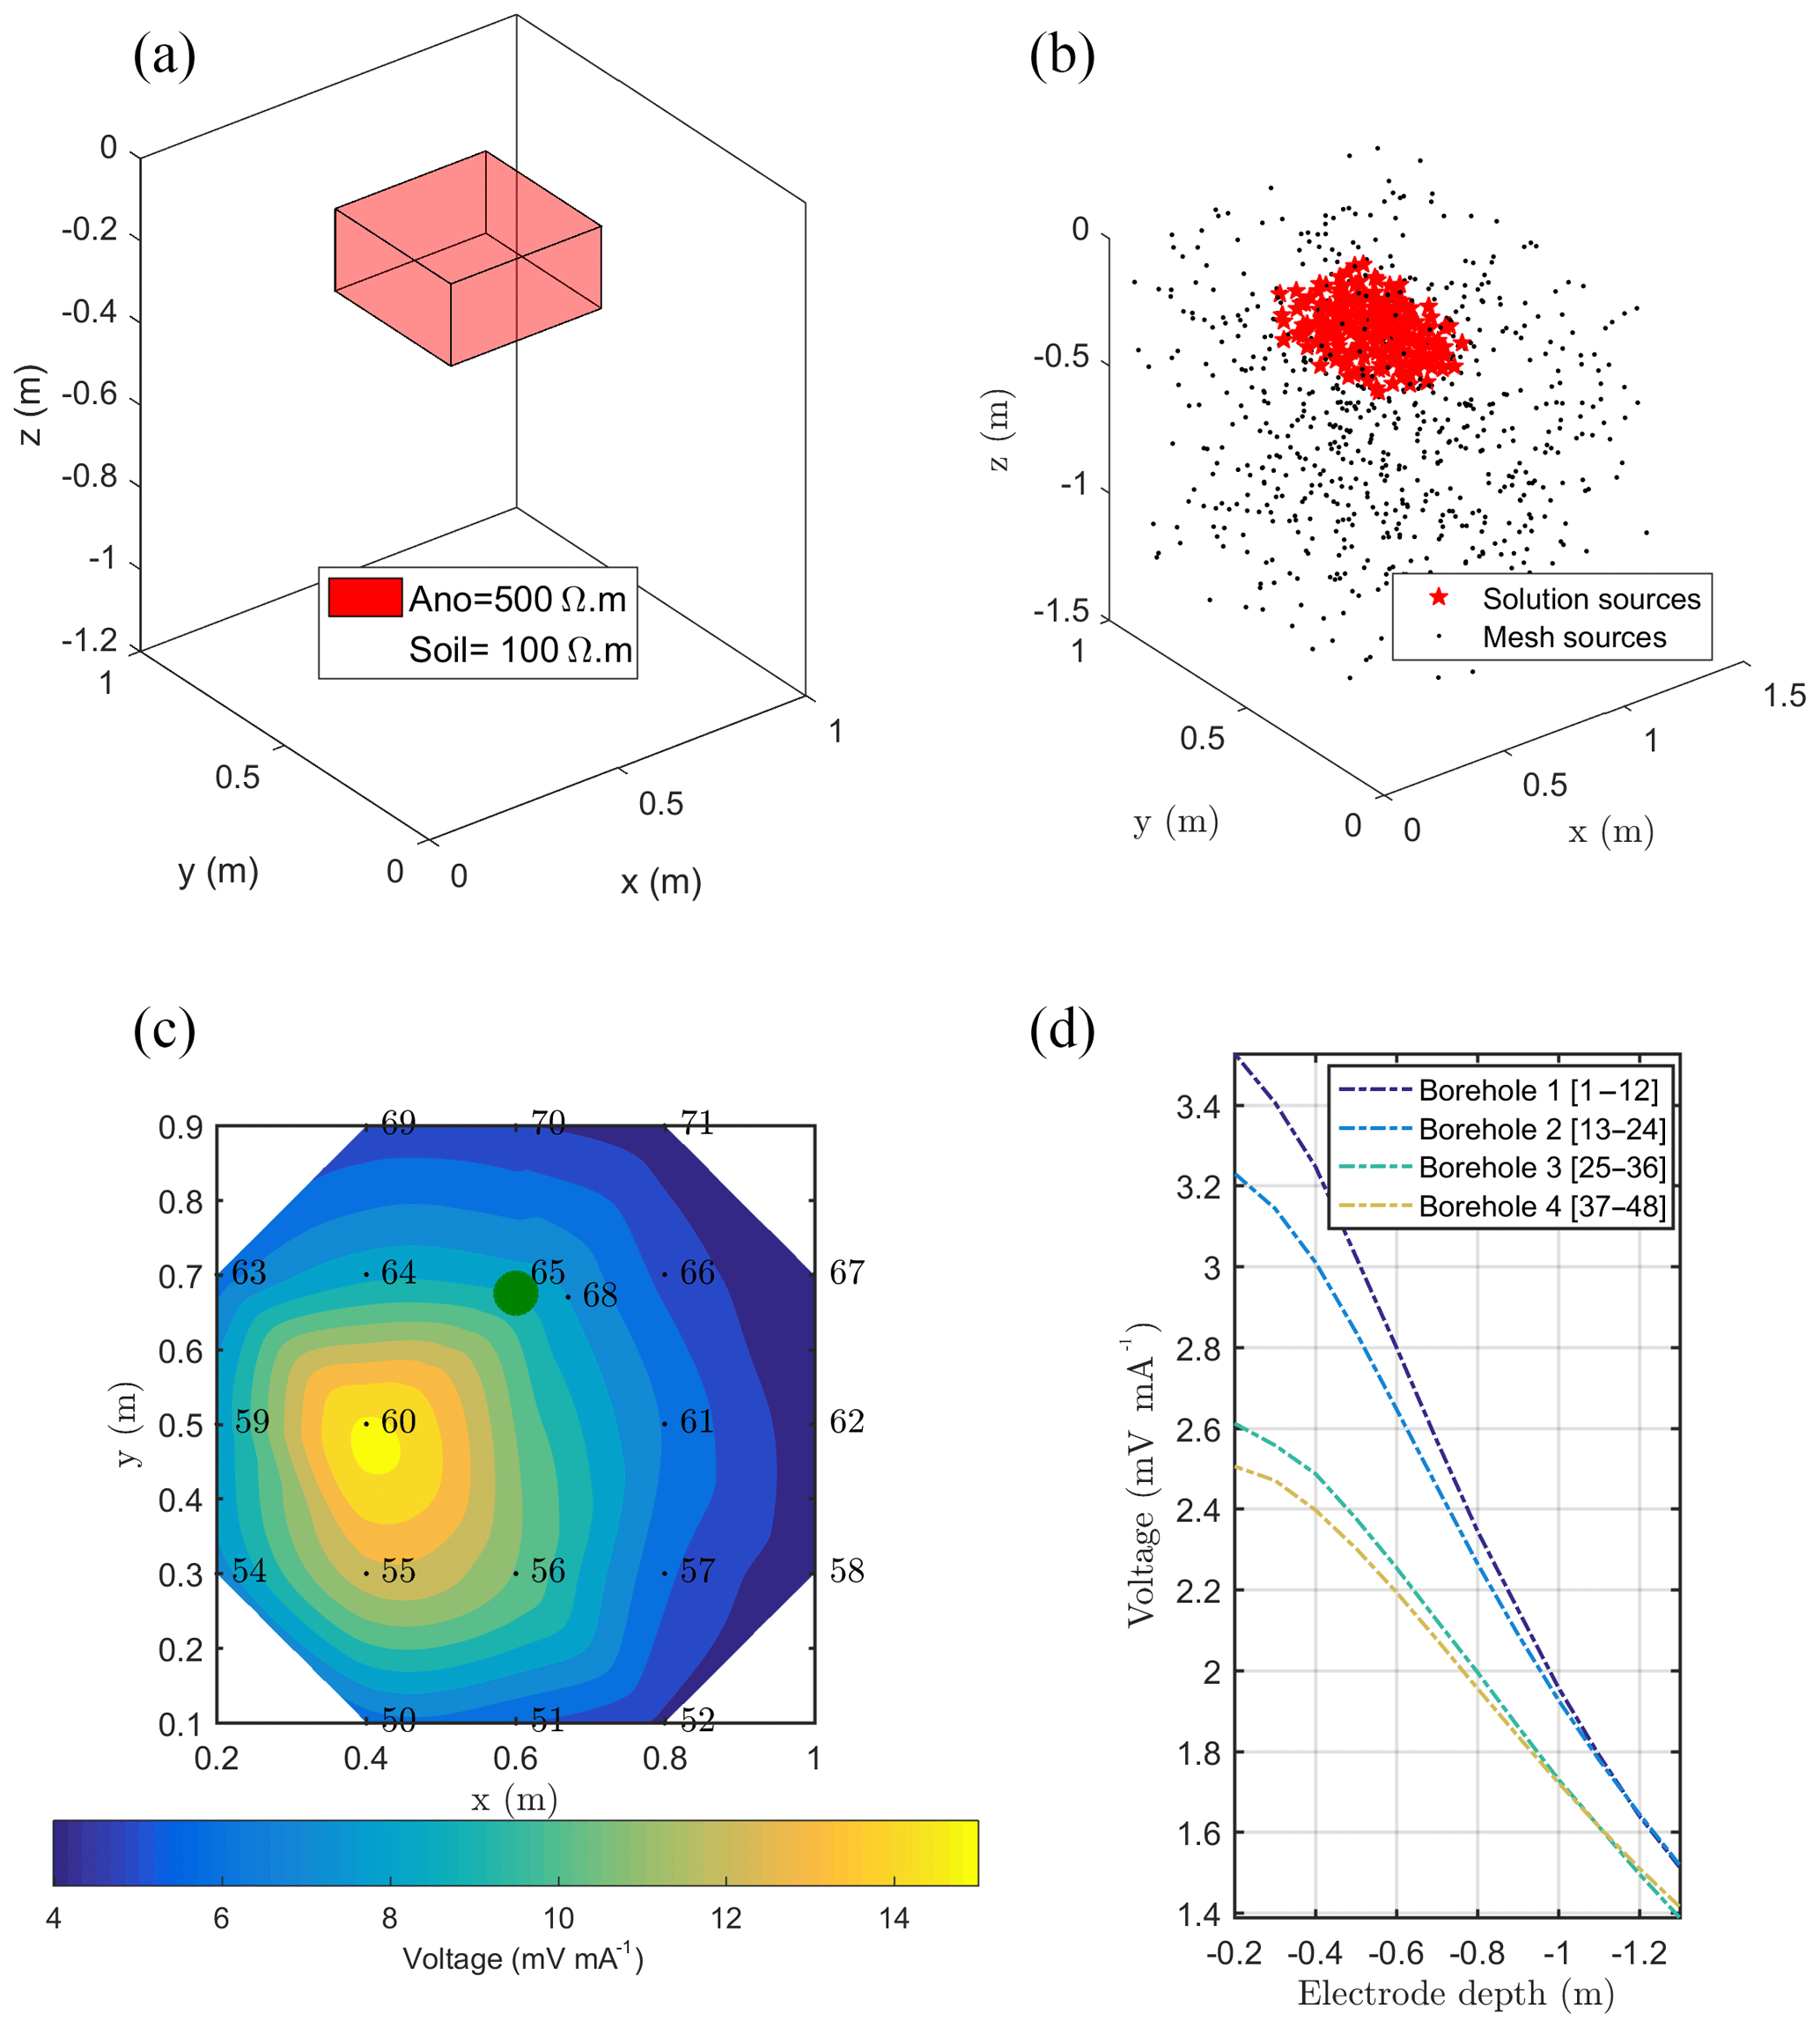 (a)
0
-0.2
-0.4
-0.6
-0.8
-1
-1.2
z (m)
1
0.5
0
y (m)
0
0.5
1
x (m)
Ano=500 Ω.m
Soil= 100 Ω.m
(b)
0
-0.5
-1
-1.5
z (m)
1
0.5
0
y (m)
0
0.5
1
1.5
x (m)
Solution sources
Mesh sources
(c)
0.9
0.8
0.7
0.6
0.5
0.4
0.3
0.2
0.1
y (m)
69 70 71
63 64 65 66 67
68
59 60 61 62
54 55 56 57 58
50 51 52
0.2 0.4 0.6 0.8 1
x (m)
4 6 8 10 12 14
Voltage (mV mA-1)
(d)
3.4
3.2
3
2.8
2.6
2.4
2.2
2
1.8
1.6
1.4
Voltage (mV mA-1)
Borehole 1 [1–12]
Borehole 2 [13–24]
Borehole 3 [25–36]
Borehole 4 [37–48]
-0.2 -0.4 -0.6 -0.8 -1 -1.2
Electrode depth (m)